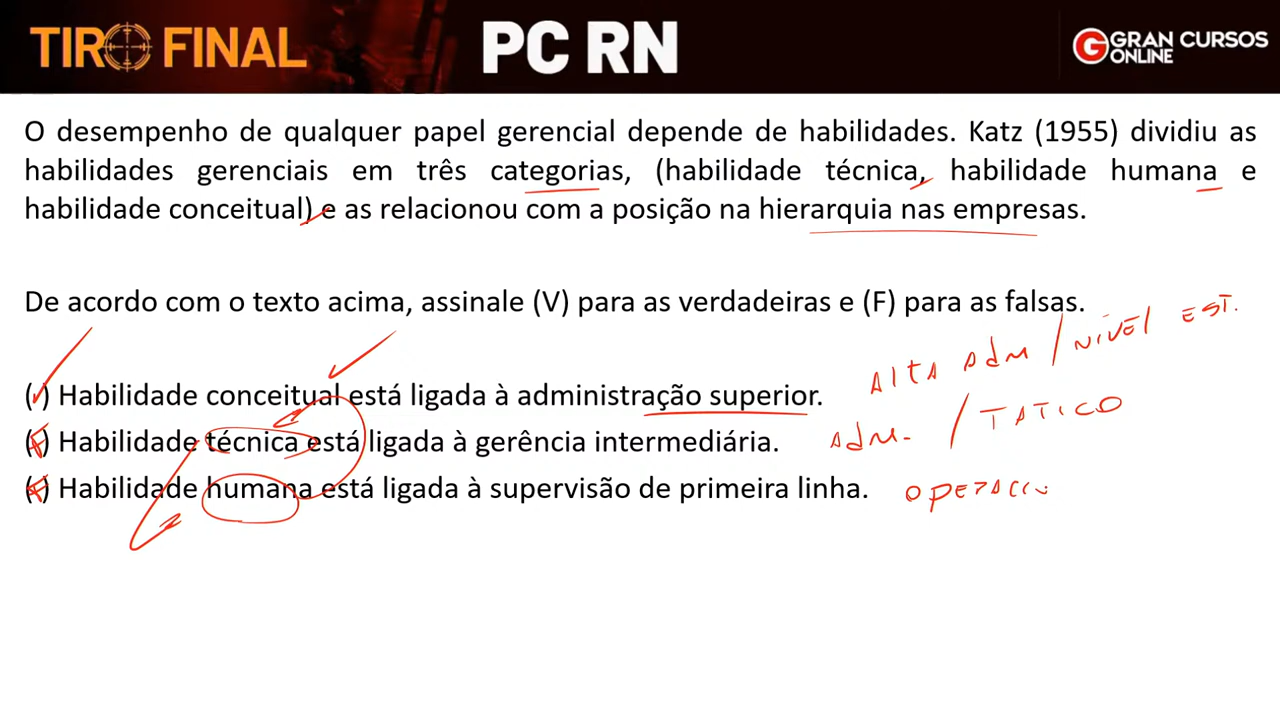 TIRO FINAL
PC RN
GRAN CURSOS
ONLINE
O desempenho de qualquer papel gerencial depende de habilidades. Katz (1955) dividiu as
habilidades gerenciais em três categorias, (habilidade técnica, habilidade humana e
habilidade conceitual) e as relacionou com a posição na hierarquia nas empresas.
De acordo com o texto acima, assinale (V) para as verdadeiras e (F) para as falsas.
ALTA ADM / NÍVEL EST.
( ) Habilidade conceitual está ligada à administração superior.
ADM. / TATICO
(F) Habilidade técnica está ligada à gerência intermediária.
(F) Habilidade humana está ligada à supervisão de primeira linha.